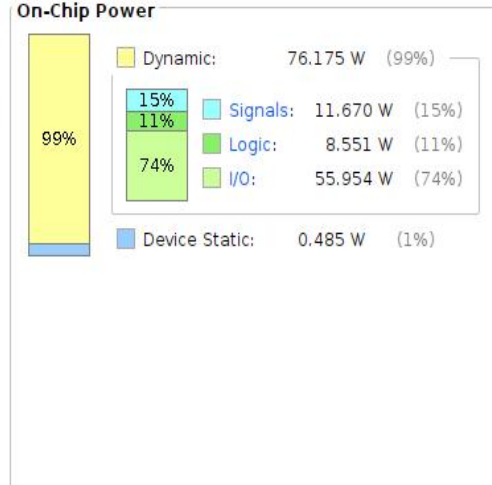 On-Chip Power
Dynamic: 76.175 W (99%)
99%
15%
Signals: 11.670 W (15%)
11%
Logic: 8.551 W (11%)
74%
I/O: 55.954 W (74%)
Device Static: 0.485 W (1%)